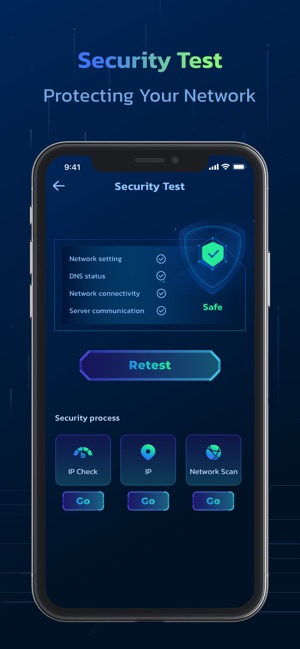 Security Test
Protecting Your Network
9:41
Security Test
Network setting
DNS status
Network connectivity
Server communication
Safe
Retest
Security process
IP Check
IP
Network Scan
Go
Go
Go